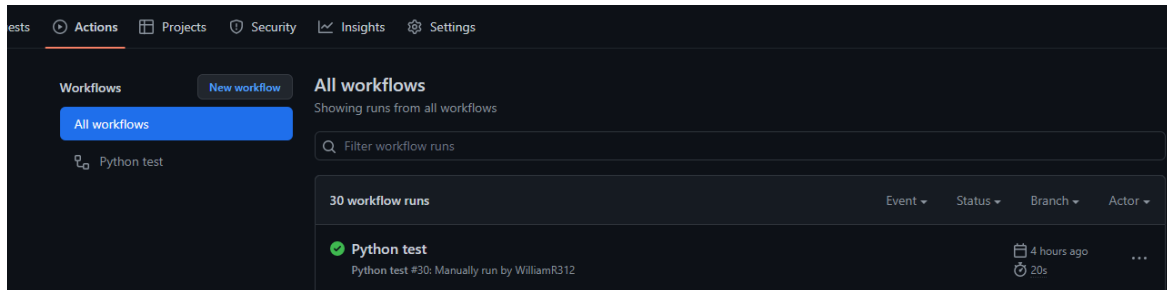 ests Actions Projects Security Insights Settings
Workflows New workflow
All workflows
Python test
All workflows
Showing runs from all workflows
Filter workflow runs
30 workflow runs Event Status Branch Actor
Python test 4 hours ago
Python test #30: Manually run by WilliamR312 20s